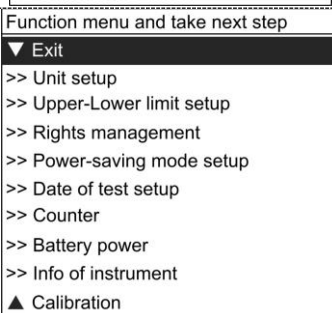 Function menu and take next step
▼ Exit
>> Unit setup
>> Upper-Lower limit setup
>> Rights management
>> Power-saving mode setup
>> Date of test setup
>> Counter
>> Battery power
>> Info of instrument
▲ Calibration